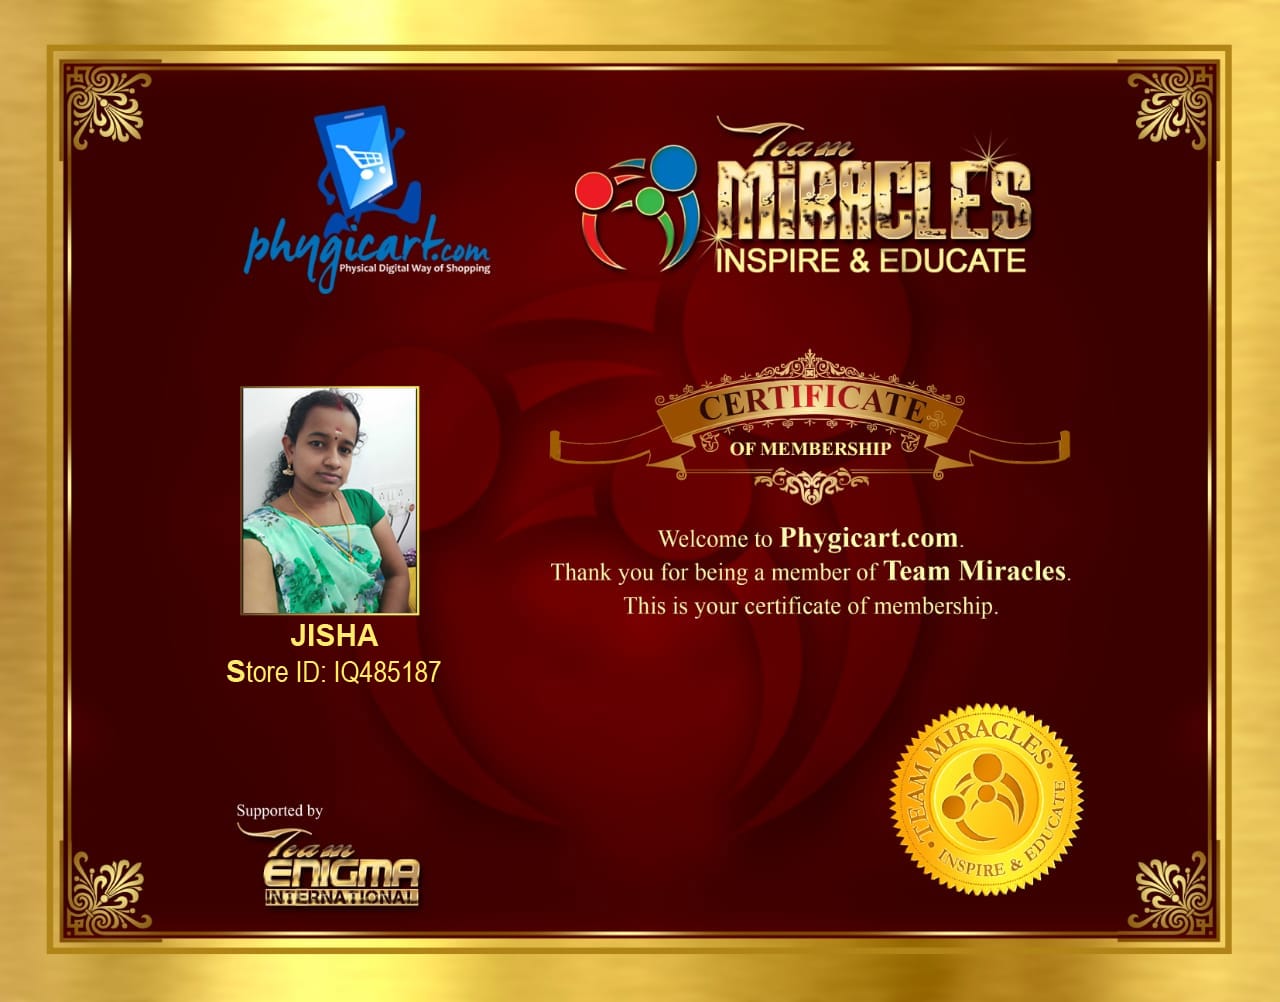 phygicart.com
Physical Digital Way of Shopping
Team
MiRACLES
INSPIRE & EDUCATE
CERTIFICATE
OF MEMBERSHIP
Welcome to Phygicart.com.
Thank you for being a member of Team Miracles.
This is your certificate of membership.
JISHA
Store ID: IQ485187
Supported by
Team
ENIGMA
INTERNATIONAL
• TEAM MIRACLES •
INSPIRE & EDUCATE